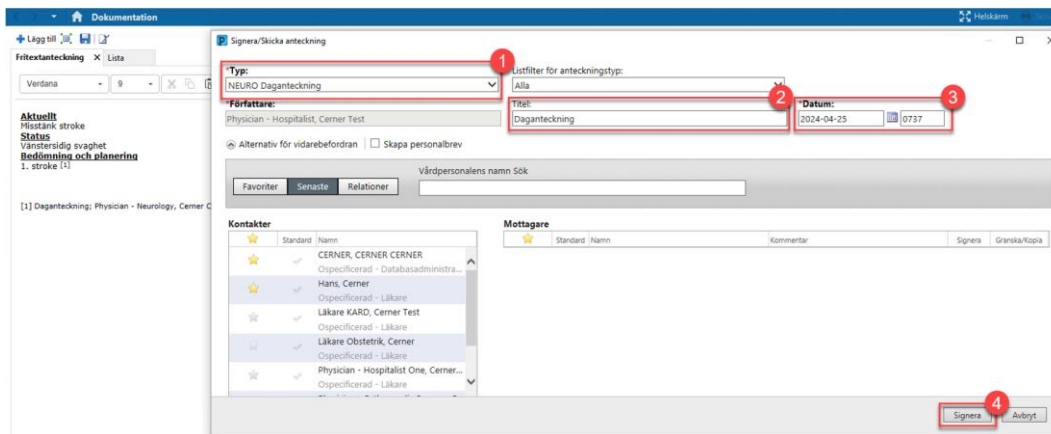 Dokumentation
Helskärm
Lägg till
Signera/Skicka anteckning
Fritextanteckning X Lista
Verdana 9
*Typ:
1
Listfilter för anteckningstyp:
NEURO Daganteckning
Alla
*Författare:
Titel:
2
*Datum:
3
Physician - Hospitalist, Cerner Test
Daganteckning
2024-04-25
0737
Aktuellt
Misstänk stroke
Status
Vänstersidig svaghet
Bedömning och planering
1. stroke [1]
[1] Daganteckning; Physician - Neurology, Cerner C
Alternativ för vidarebefordran
Skapa personalbrev
Vårdpersonalens namn Sök
Favoriter Senaste Relationer
Kontakter
Standard Namn
CERNER, CERNER CERNER
Ospecificerad - Databasadministra...
Hans, Cerner
Ospecificerad - Läkare
Läkare KARD, Cerner Test
Ospecificerad - Läkare
Läkare Obstetrik, Cerner
Ospecificerad - Läkare
Physician - Hospitalist One, Cerner...
Ospecificerad - Läkare
Mottagare
Standard Namn Kommentar Signera Granska/Kopia
4
Signera Avbryt